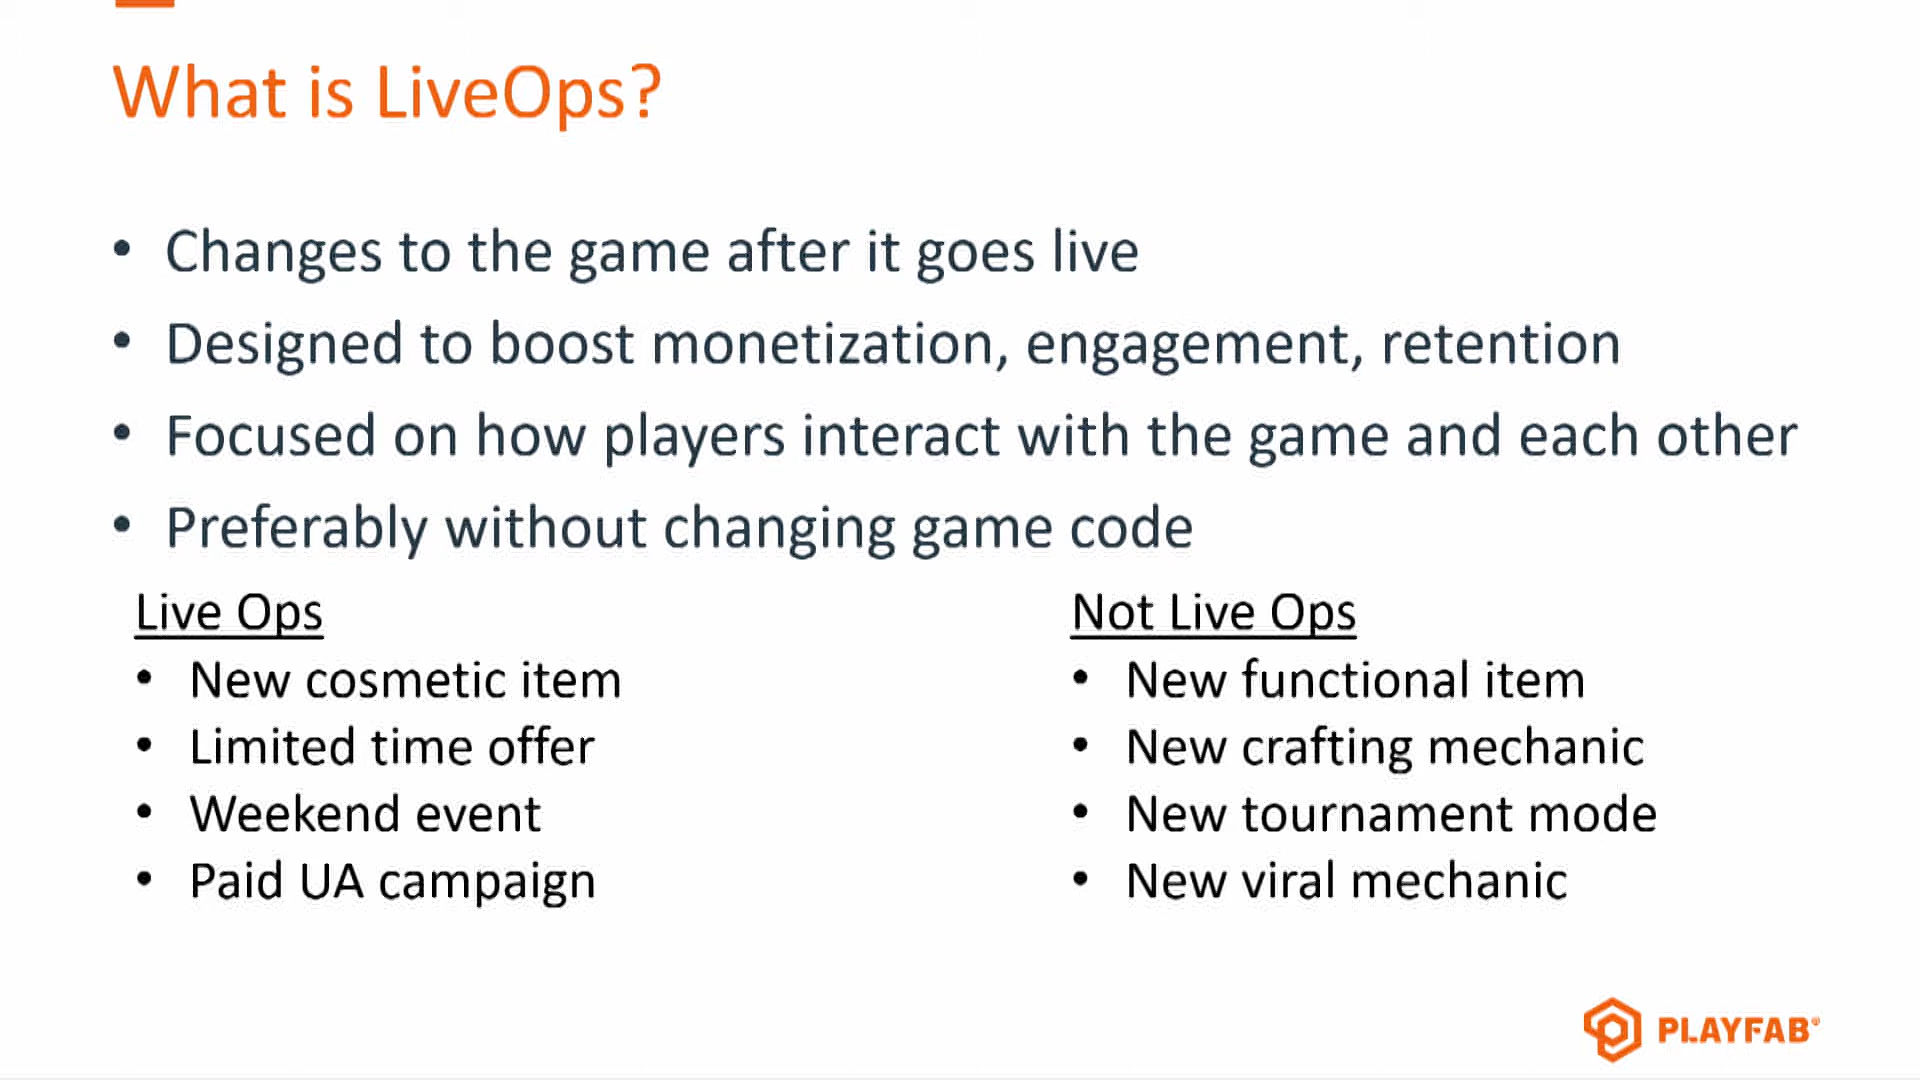 What is LiveOps?
• Changes to the game after it goes live
• Designed to boost monetization, engagement, retention
• Focused on how players interact with the game and each other
• Preferably without changing game code
Live Ops
• New cosmetic item
• Limited time offer
• Weekend event
• Paid UA campaign
Not Live Ops
• New functional item
• New crafting mechanic
• New tournament mode
• New viral mechanic
PLAYFAB®